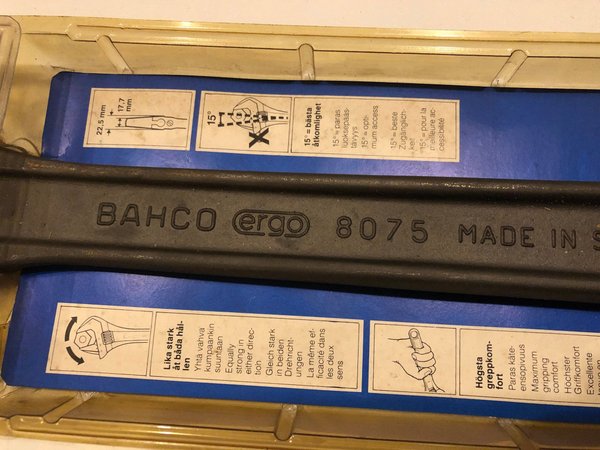 22,5 mm
17,7
mm
15°
15° = bästa
åtkomlighet
15° = paras
luoksepääs-
tävyys
15° = opti-
mum access
15° = beste
Zugänglich-
keit
15° = pour la
meilleure ac-
cessibilité
BAHCO ergo 8075 MADE IN S
Lika stark
åt båda hål-
len
Yhtä vahva
kumpaankin
suuntaan
Equally
strong in
either direc-
tion
Gleich stark
in beiden
Drehricht-
ungen
La même ef-
ficacité dans
les deux
sens
Högsta
greppkom-
fort
Paras käte-
ensopivuus
Maximum
gripping
comfort
Höchster
Griffkomfort
Excellente